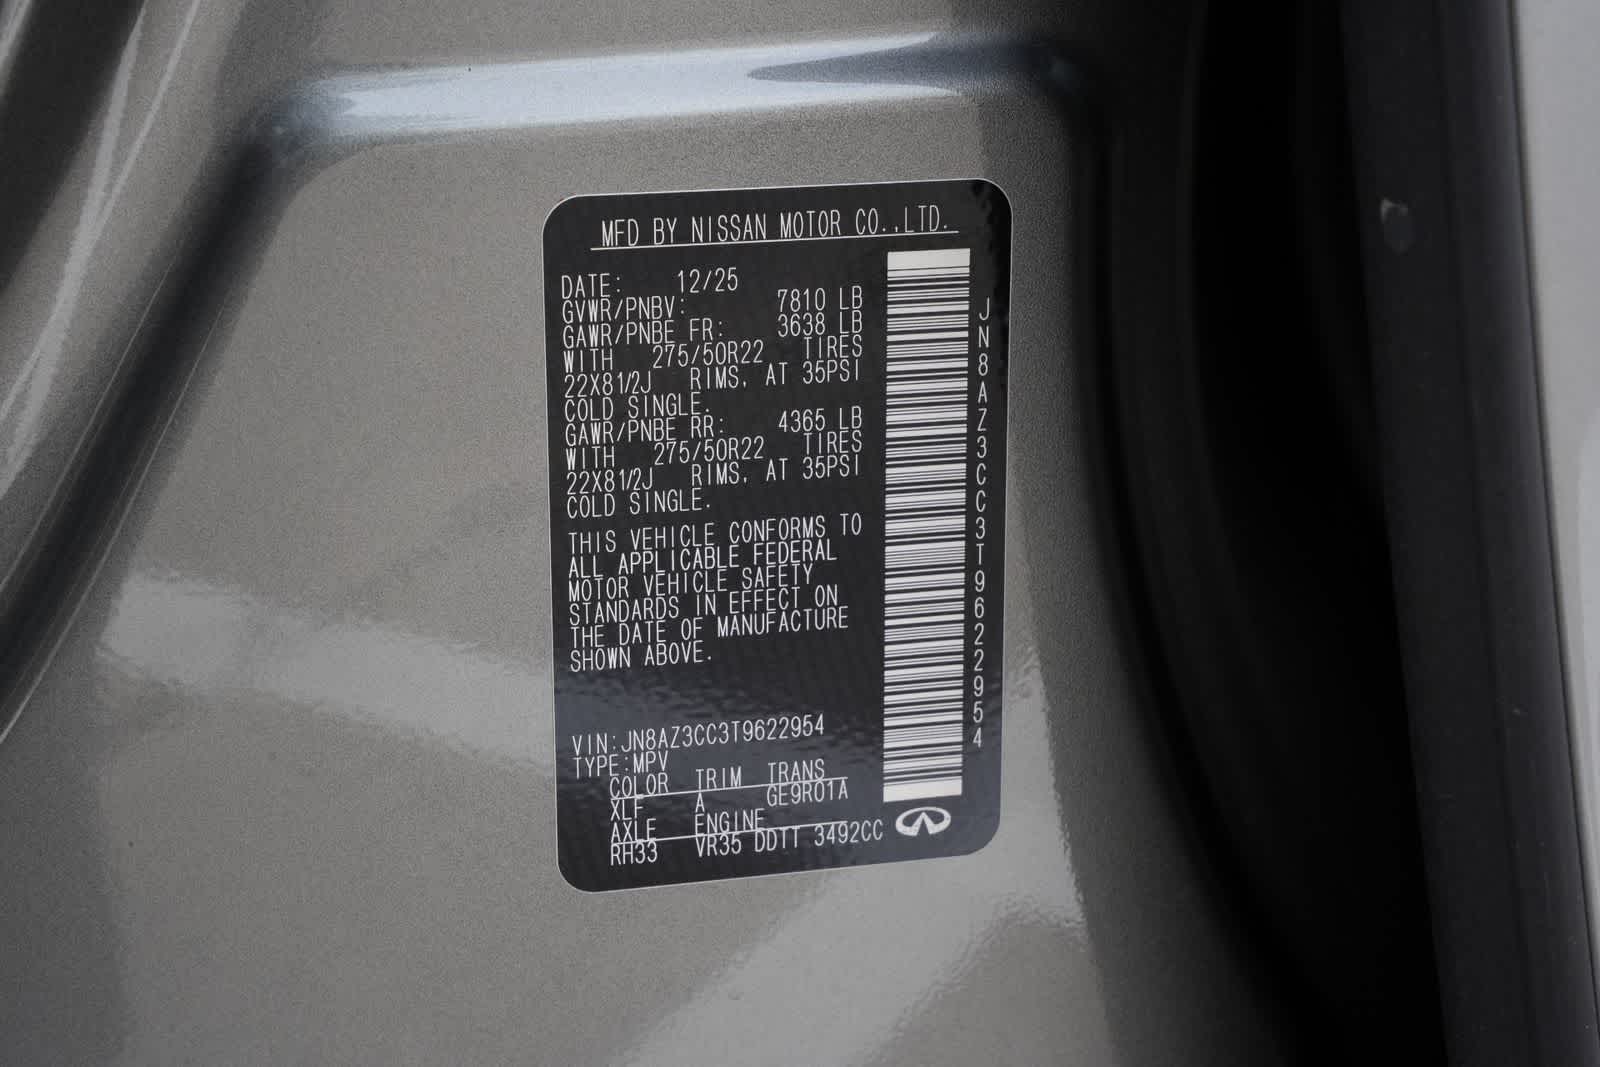 MFD BY NISSAN MOTOR CO.,LTD.
DATE: 12/25
GVWR/PNBV: 7810 LB
GAWR/PNBE FR: 3638 LB
WITH 275/50R22 TIRES
22X81/2J RIMS, AT 35PSI
COLD SINGLE.
GAWR/PNBE RR: 4365 LB
WITH 275/50R22 TIRES
22X81/2J RIMS, AT 35PSI
COLD SINGLE.
THIS VEHICLE CONFORMS TO
ALL APPLICABLE FEDERAL
MOTOR VEHICLE SAFETY
STANDARDS IN EFFECT ON
THE DATE OF MANUFACTURE
SHOWN ABOVE.
VIN:JN8AZ3CC3T9622954
TYPE:MPV
COLOR TRIM TRANS
XLF A GE9R01A
AXLE ENGINE
RH33 VR35 DDTT 3492CC
JN8AZ3CC3T9622954